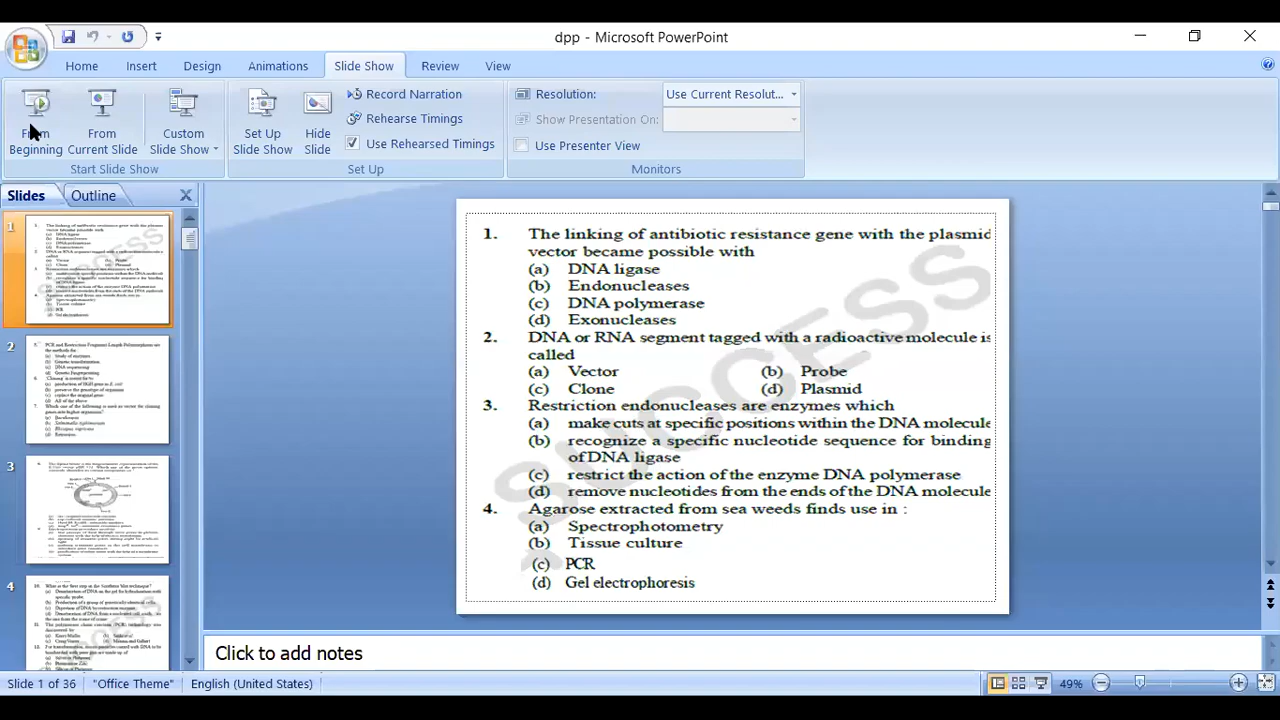 dpp - Microsoft PowerPoint
Home Insert Design Animations Slide Show Review View
From Beginning
From Current Slide
Custom Slide Show
Start Slide Show
Set Up Slide Show
Hide Slide
Record Narration
Rehearse Timings
Use Rehearsed Timings
Set Up
Resolution: Use Current Resolut...
Show Presentation On:
Use Presenter View
Monitors
Slides Outline
1
2
3
4
1. The linking of antibiotic resistence gene with the plasmid
vector became possible with
(a) DNA ligase
(b) Endonucleases
(c) DNA polymerase
(d) Exonucleases
2. DNA or RNA segment tagged with a radioactive molecule is
called
(a) Vector (b) Probe
(c) Clone (d) Plasmid
3. Restriction endonucleases are enzymes which
(a) make cuts at specific positions within the DNA molecule
(b) recognize a specific nucleotide sequence for binding
of DNA ligase
(c) restrict the action of the enzyme DNA polymerase
(d) remove nucleotides from the ends of the DNA molecule
4. Agarose extracted from sea weeds finds use in :
(a) Spectrophotometry
(b) Tissue culture
(c) PCR
(d) Gel electrophoresis
SUCCESS
Click to add notes
Slide 1 of 36 "Office Theme" English (United States) 49%